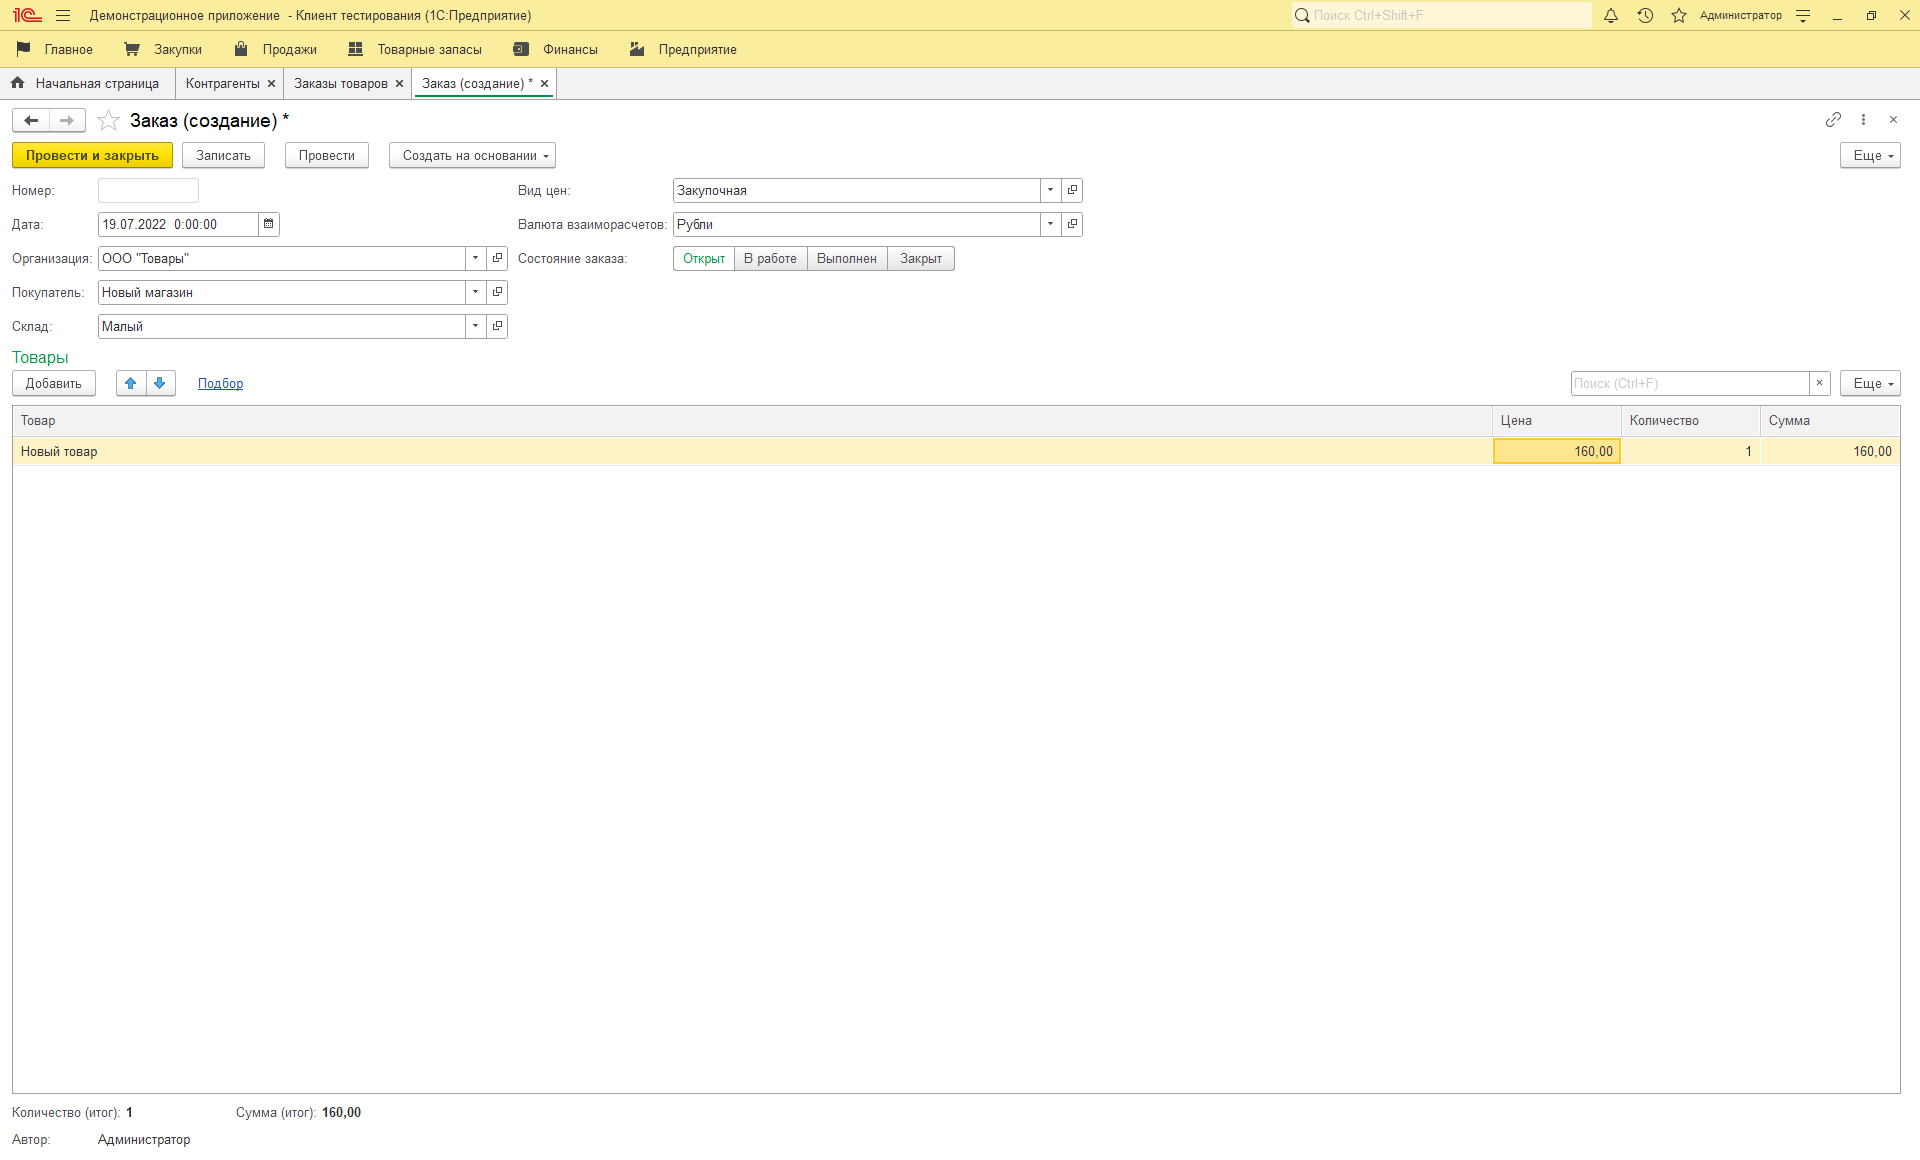 1С Демонстрационное приложение - Клиент тестирования (1С:Предприятие) Поиск Ctrl+Shift+F Администратор
Главное Закупки Продажи Товарные запасы Финансы Предприятие
Начальная страница Контрагенты × Заказы товаров × Заказ (создание) * ×
Заказ (создание) *
Провести и закрыть Записать Провести Создать на основании Еще
Номер: Вид цен: Закупочная
Дата: 19.07.2022 0:00:00 Валюта взаиморасчетов: Рубли
Организация: ООО "Товары" Состояние заказа: Открыт В работе Выполнен Закрыт
Покупатель: Новый магазин
Склад: Малый
Товары
Добавить Подбор Поиск (Ctrl+F) × Еще
Товар Цена Количество Сумма
Новый товар 160,00 1 160,00
Количество (итог): 1 Сумма (итог): 160,00
Автор: Администратор